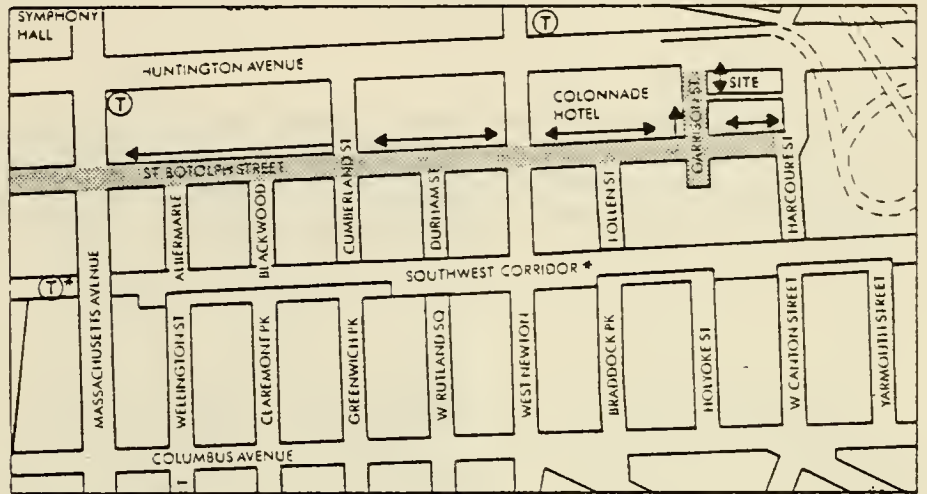 SYMPHONY
HALL
T
HUNTINGTON AVENUE
T
COLONNADE
HOTEL
GARRISON ST.
SITE
ST. BOTOLPH STREET
ALBERMARLE
BLACKWOOD
CUMBERLAND ST
DURHAM ST
FOLLEN ST
HARCOURT ST
SOUTHWEST CORRIDOR *
T *
MASSACHUSETTS AVENUE
WELLINGTON ST
CLAREMONT PK
GREENWICH PK
W RUTLAND SQ
WEST NEWTON
BRADDOCK PK
HOLYOKE ST
W CANTON STREET
YARMOUTH STREET
COLUMBUS AVENUE